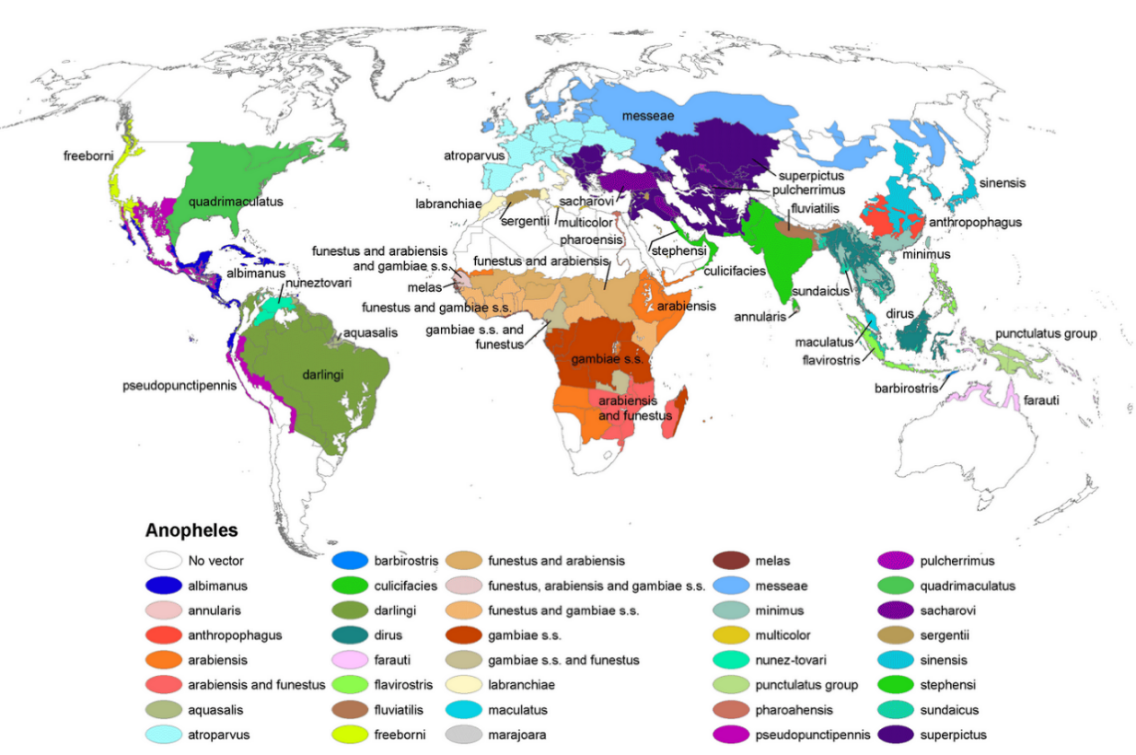 messeae
freeborni
atroparvus
superpictus
pulcherrimus
sinensis
quadrimaculatus
labranchiae
sacharovi
fluviatilis
sergentii
multicolor
anthropophagus
pharoensis
funestus and arabiensis
and gambiae s.s.
funestus and arabiensis
stephensi
minimus
albimanus
culicifacies
nuneztovari
melas
sundaicus
funestus and gambiae s.s.
arabiensis
annularis
dirus
aquasalis
gambiae s.s. and
funestus
punctulatus group
maculatus
gambiae s.s.
flavirostris
darlingi
pseudopunctipennis
barbirostris
arabiensis
and funestus
farauti
Anopheles
No vector
albimanus
annularis
anthropophagus
arabiensis
arabiensis and funestus
aquasalis
atroparvus
barbirostris
culicifacies
darlingi
dirus
farauti
flavirostris
fluviatilis
freeborni
funestus and arabiensis
funestus, arabiensis and gambiae s.s.
funestus and gambiae s.s.
gambiae s.s.
gambiae s.s. and funestus
labranchiae
maculatus
marajoara
melas
messeae
minimus
multicolor
nunez-tovari
punctulatus group
pharoahensis
pseudopunctipennis
pulcherrimus
quadrimaculatus
sacharovi
sergentii
sinensis
stephensi
sundaicus
superpictus